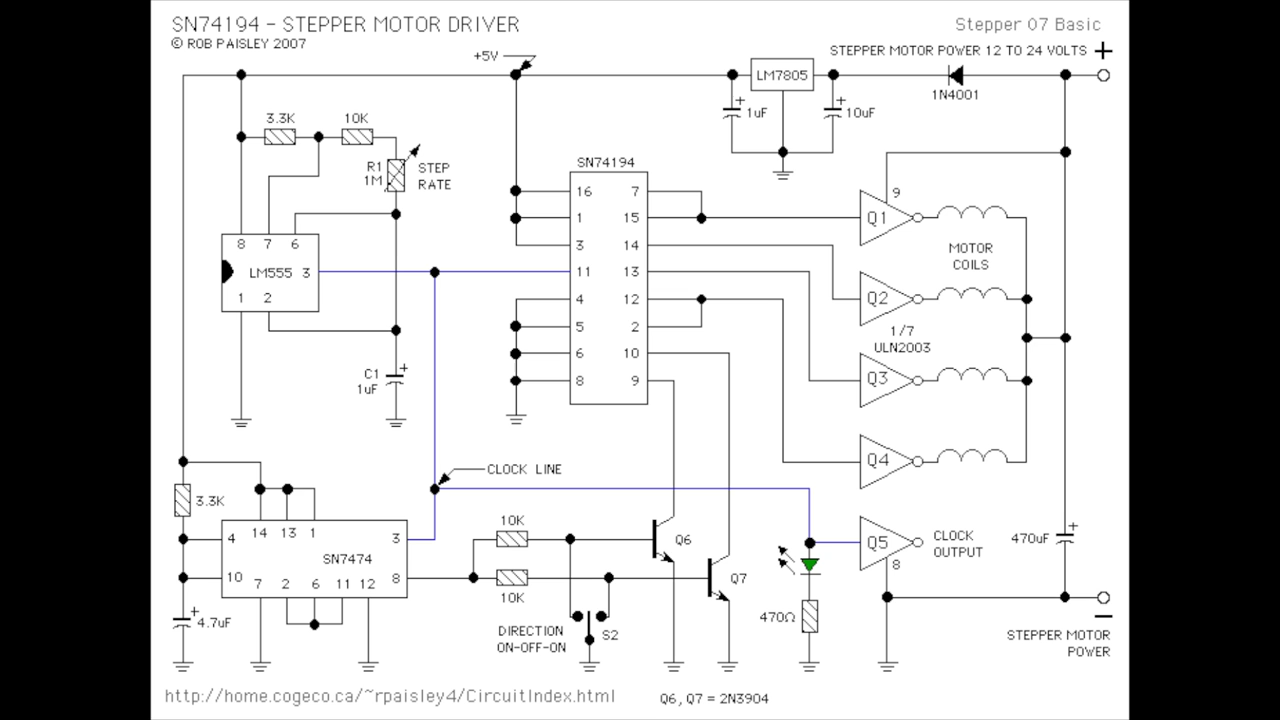 SN74194 - STEPPER MOTOR DRIVER
Stepper 07 Basic
© ROB PAISLEY 2007
STEPPER MOTOR POWER 12 TO 24 VOLTS +
+5V
LM7805
1N4001
+
1uF
+
10uF
3.3K
10K
R1
1M
STEP
RATE
SN74194
16 7
1 15
3 14
11 13
4 12
5 2
6 10
8 9
8 7 6
LM555 3
1 2
C1
1uF
+
9
Q1
MOTOR
COILS
Q2
1/7
ULN2003
Q3
Q4
CLOCK LINE
3.3K
14 13 1
4 3
SN7474
10 8
7 2 6 11 12
+
4.7uF
10K
10K
Q6
Q7
DIRECTION
ON-OFF-ON
S2
Q5
8
CLOCK
OUTPUT
470Ω
470uF
+
−
STEPPER MOTOR
POWER
http://home.cogeco.ca/~rpaisley4/CircuitIndex.html
Q6, Q7 = 2N3904